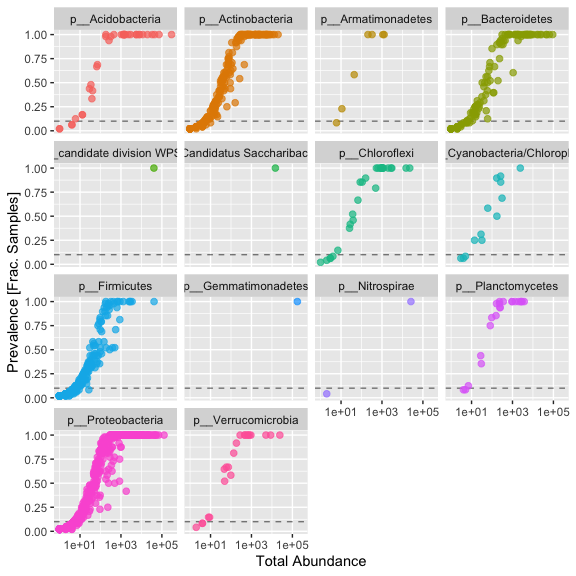 p__Acidobacteria
p__Actinobacteria
p__Armatimonadetes
p__Bacteroidetes
1.00
0.75
0.50
0.25
0.00
_candidate division WPS
Candidatus Saccharibac
p__Chloroflexi
_Cyanobacteria/Chloropl
1.00
0.75
0.50
0.25
0.00
p__Firmicutes
p__Gemmatimonadetes
p__Nitrospirae
p__Planctomycetes
1.00
0.75
0.50
0.25
0.00
1e+01 1e+03 1e+05
1e+01 1e+03 1e+05
p__Proteobacteria
p__Verrucomicrobia
1.00
0.75
0.50
0.25
0.00
1e+01 1e+03 1e+05
1e+01 1e+03 1e+05
Prevalence [Frac. Samples]
Total Abundance